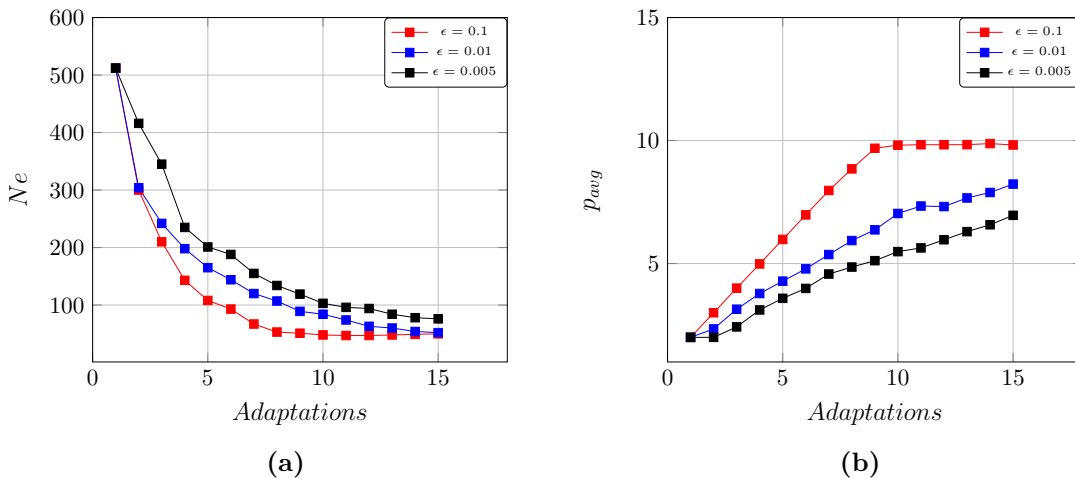 600
500
400
300
200
100
0
5
10
15
Ne
Adaptations
ϵ = 0.1
ϵ = 0.01
ϵ = 0.005
(a)
15
10
5
0
5
10
15
p_avg
Adaptations
ϵ = 0.1
ϵ = 0.01
ϵ = 0.005
(b)